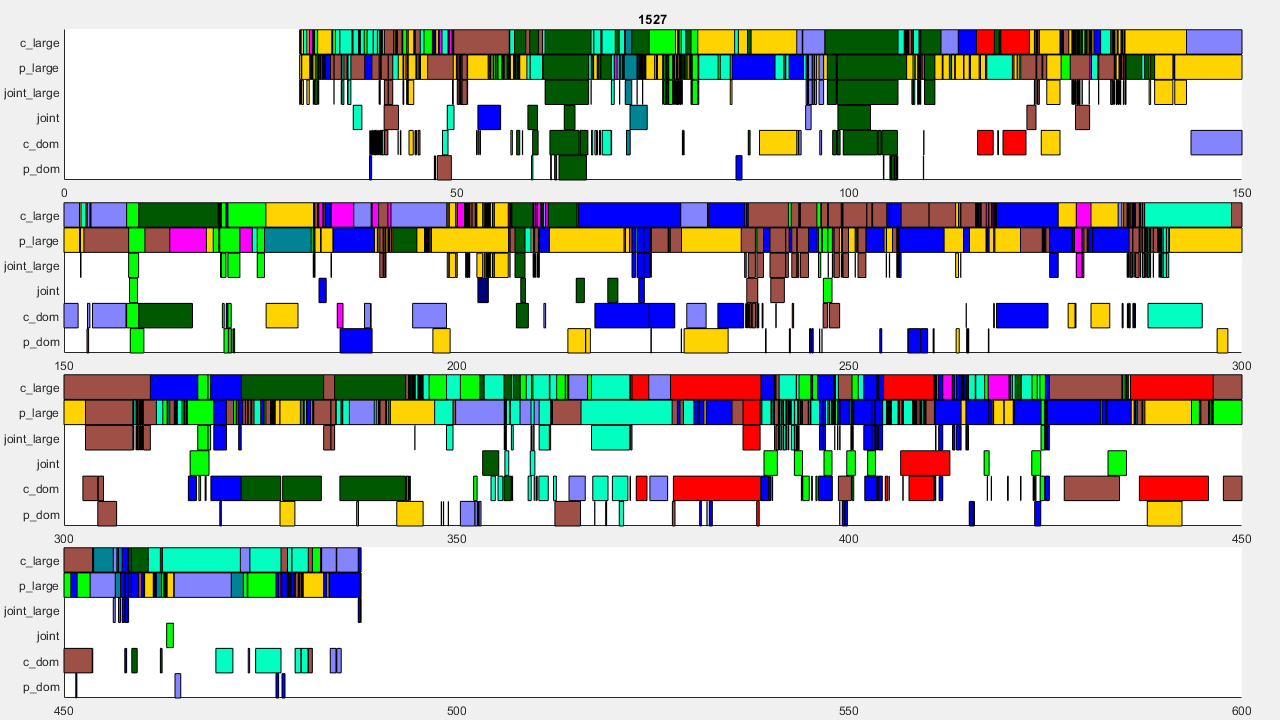 1527
c_large
p_large
joint_large
joint
c_dom
p_dom
0 50 100 150
c_large
p_large
joint_large
joint
c_dom
p_dom
150 200 250 300
c_large
p_large
joint_large
joint
c_dom
p_dom
300 350 400 450
c_large
p_large
joint_large
joint
c_dom
p_dom
450 500 550 600